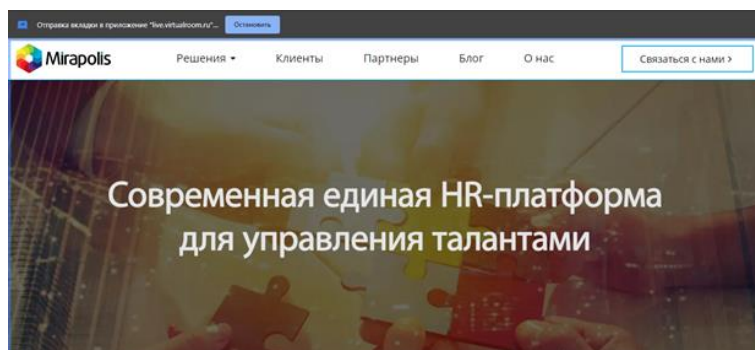 Отправка вкладки в приложение "live.virtualroom.ru"... Остановить
Mirapolis Решения Клиенты Партнеры Блог О нас Связаться с нами >
Современная единая HR-платформа
для управления талантами